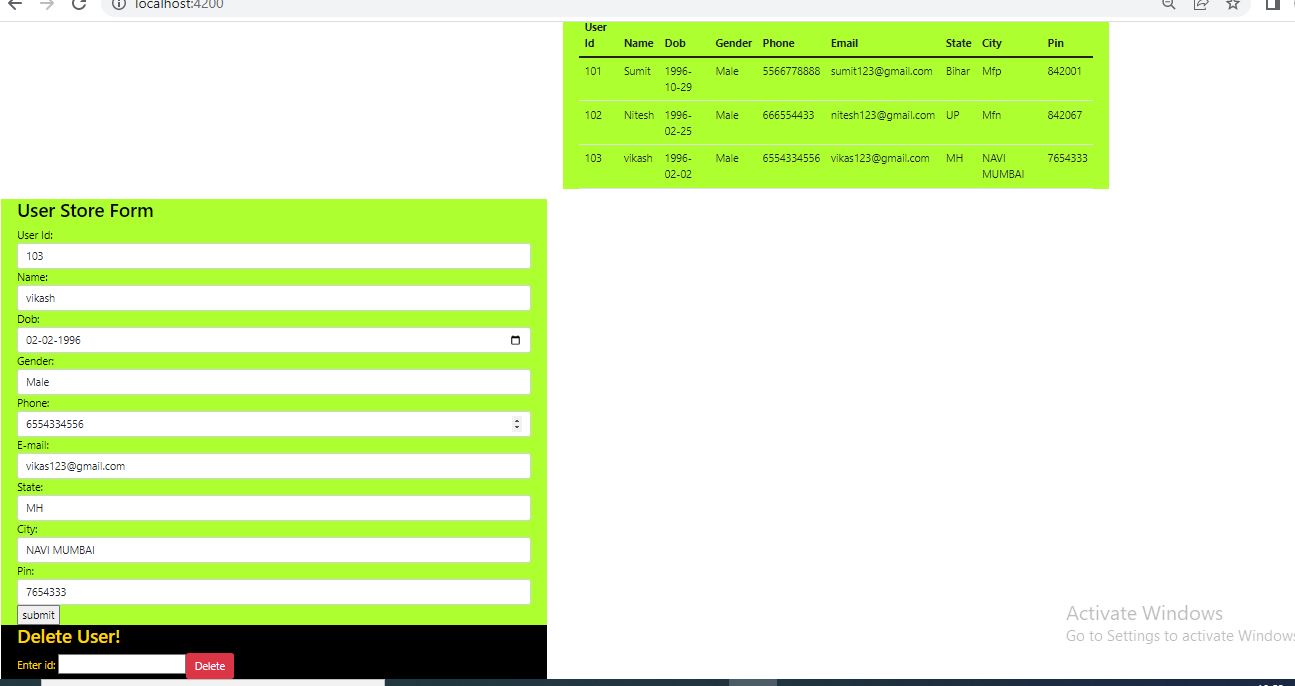 localhost:4200
User
Id Name Dob Gender Phone Email State City Pin
101 Sumit 1996- Male 5566778888 sumit123@gmail.com Bihar Mfp 842001
10-29
102 Nitesh 1996- Male 666554433 nitesh123@gmail.com UP Mfn 842067
02-25
103 vikash 1996- Male 6554334556 vikas123@gmail.com MH NAVI 7654333
02-02 MUMBAI
User Store Form
User Id:
103
Name:
vikash
Dob:
02-02-1996
Gender:
Male
Phone:
6554334556
E-mail:
vikas123@gmail.com
State:
MH
City:
NAVI MUMBAI
Pin:
7654333
submit
Delete User!
Enter id: Delete
Activate Windows
Go to Settings to activate Windows